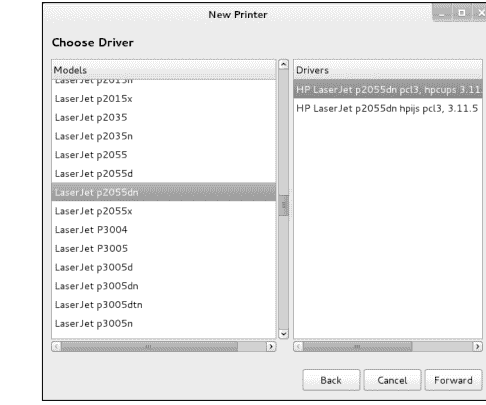 New Printer
Choose Driver
Models
LaserJet p2015n
LaserJet p2015x
LaserJet p2035
LaserJet p2035n
LaserJet p2055
LaserJet p2055d
LaserJet p2055dn
LaserJet p2055x
LaserJet P3004
LaserJet P3005
LaserJet p3005d
LaserJet p3005dn
LaserJet p3005dtn
LaserJet p3005n
Drivers
HP LaserJet p2055dn pcl3, hpcups 3.11
HP LaserJet p2055dn hpijs pcl3, 3.11.5
Back
Cancel
Forward